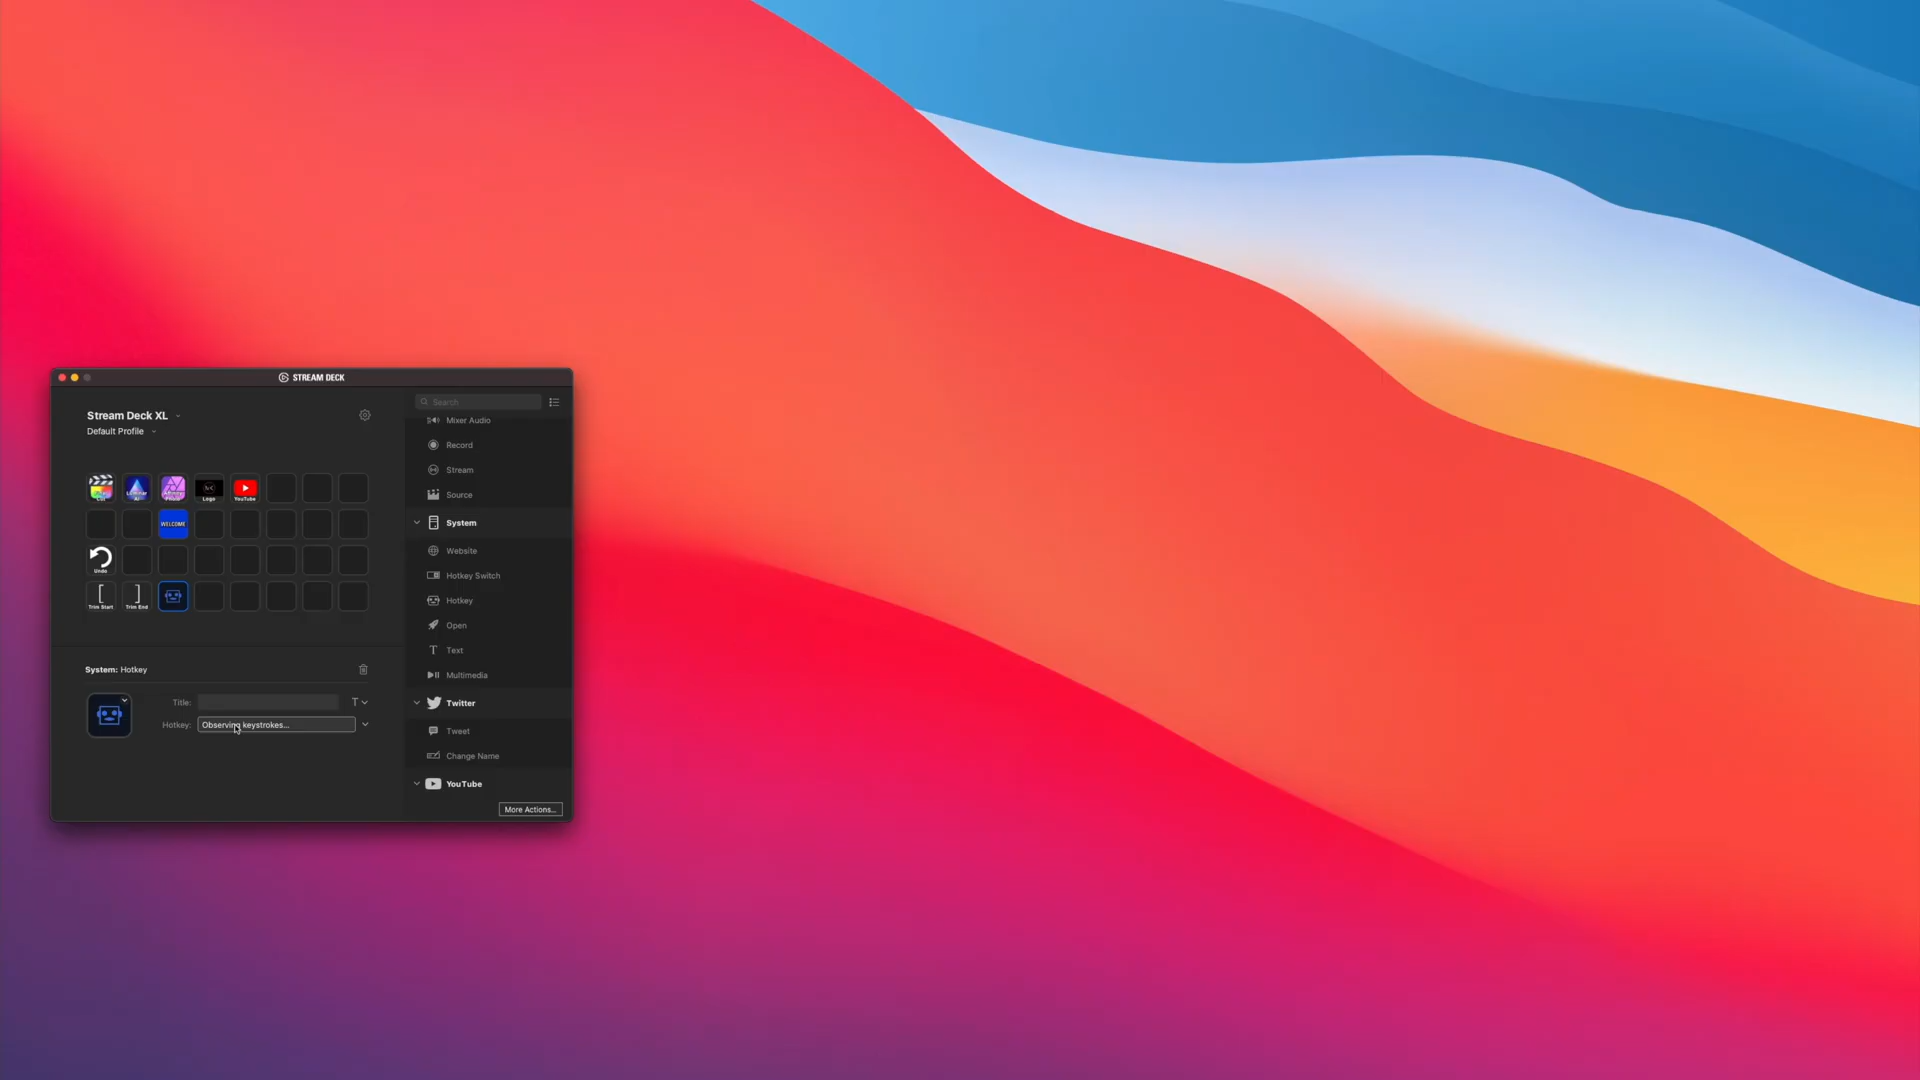 STREAM DECK
Stream Deck XL
Default Profile
Luminar
AI
Logo
YouTube
WELCOME
Undo
Trim Start
Trim End
System: Hotkey
Title:
T
Hotkey:
Observing keystrokes...
Search
Mixer Audio
Record
Stream
Source
System
Website
Hotkey Switch
Hotkey
Open
Text
Multimedia
Twitter
Tweet
Change Name
YouTube
More Actions...